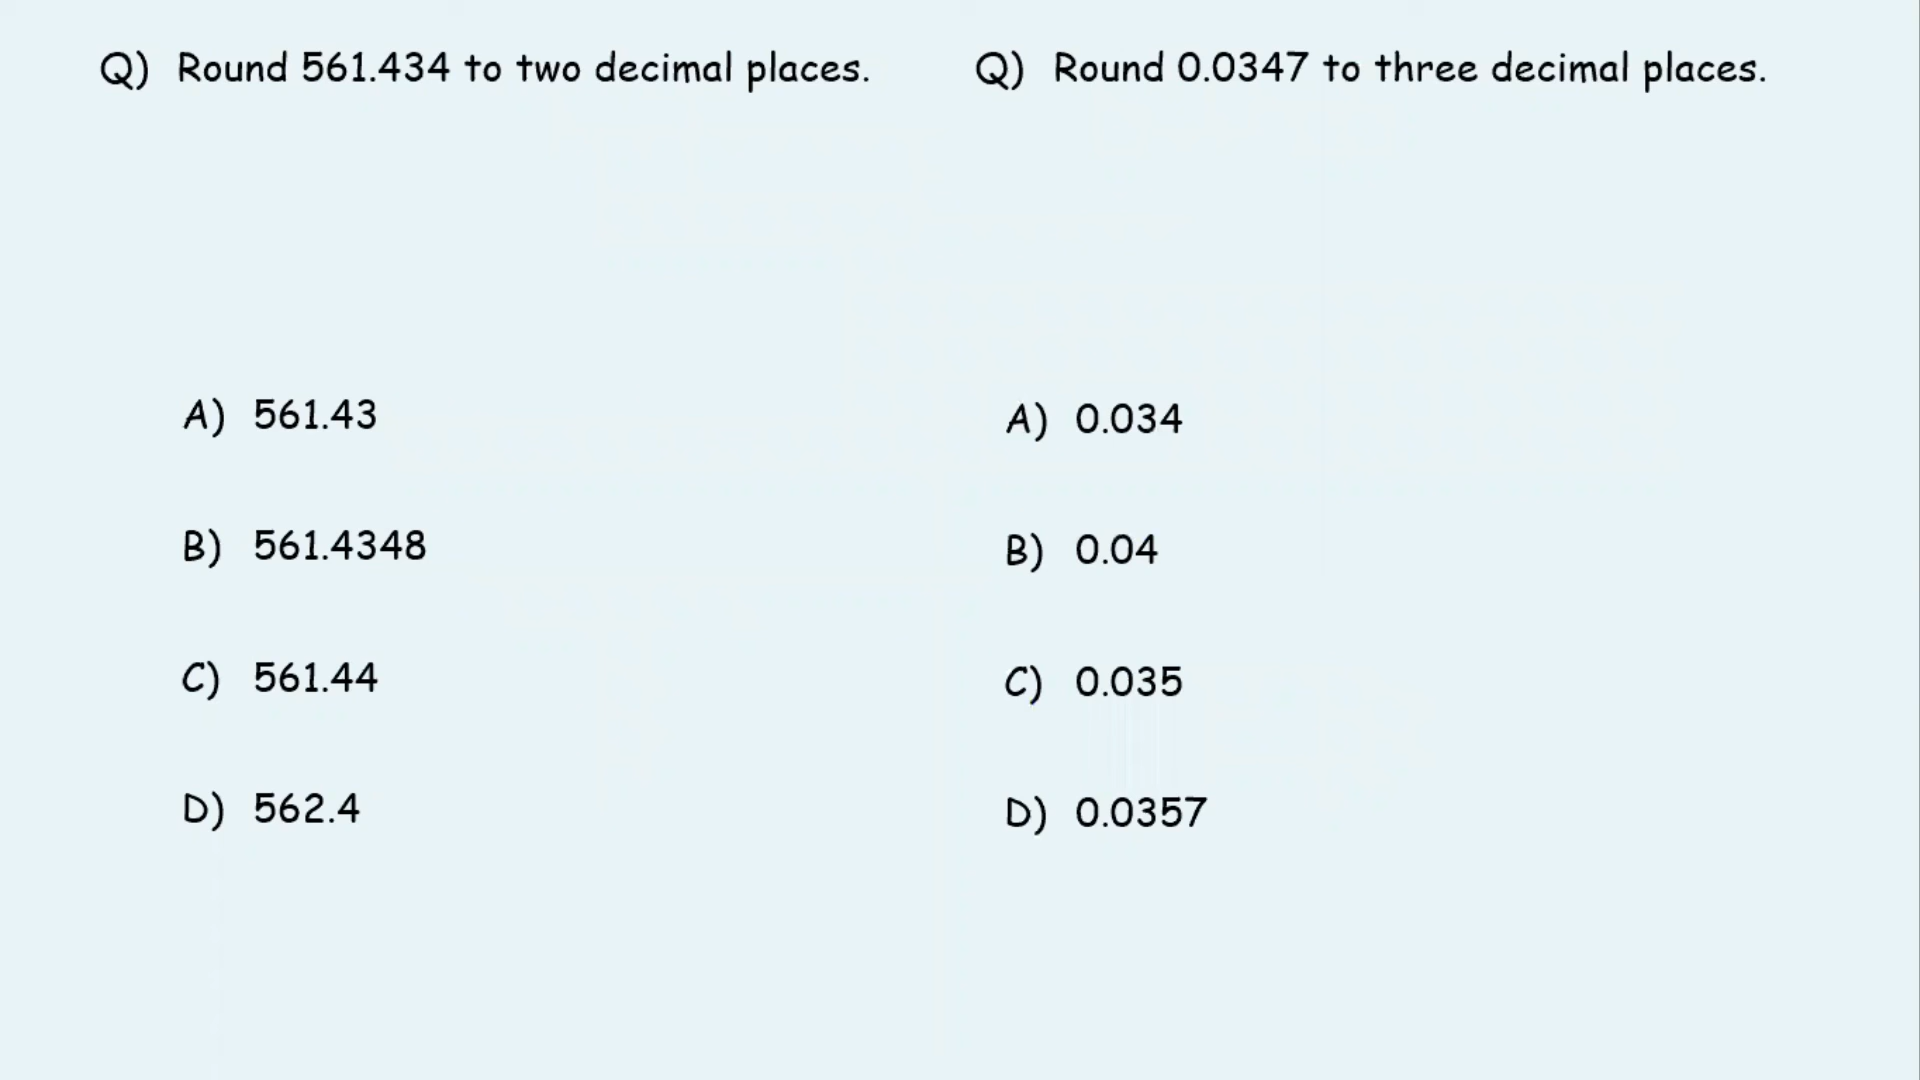 Q) Round 561.434 to two decimal places.
A) 561.43
B) 561.4348
C) 561.44
D) 562.4
Q) Round 0.0347 to three decimal places.
A) 0.034
B) 0.04
C) 0.035
D) 0.0357